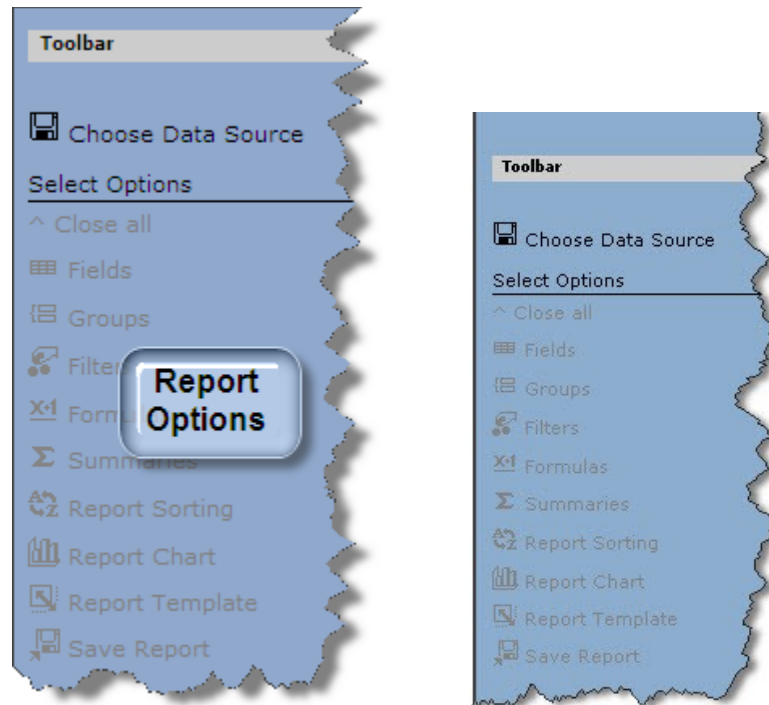 Toolbar
Choose Data Source
Select Options
^ Close all
Fields
Groups
Filters
Report
Options
Formu
Summaries
Report Sorting
Report Chart
Report Template
Save Report
Toolbar
Choose Data Source
Select Options
^ Close all
Fields
Groups
Filters
Formulas
Summaries
Report Sorting
Report Chart
Report Template
Save Report